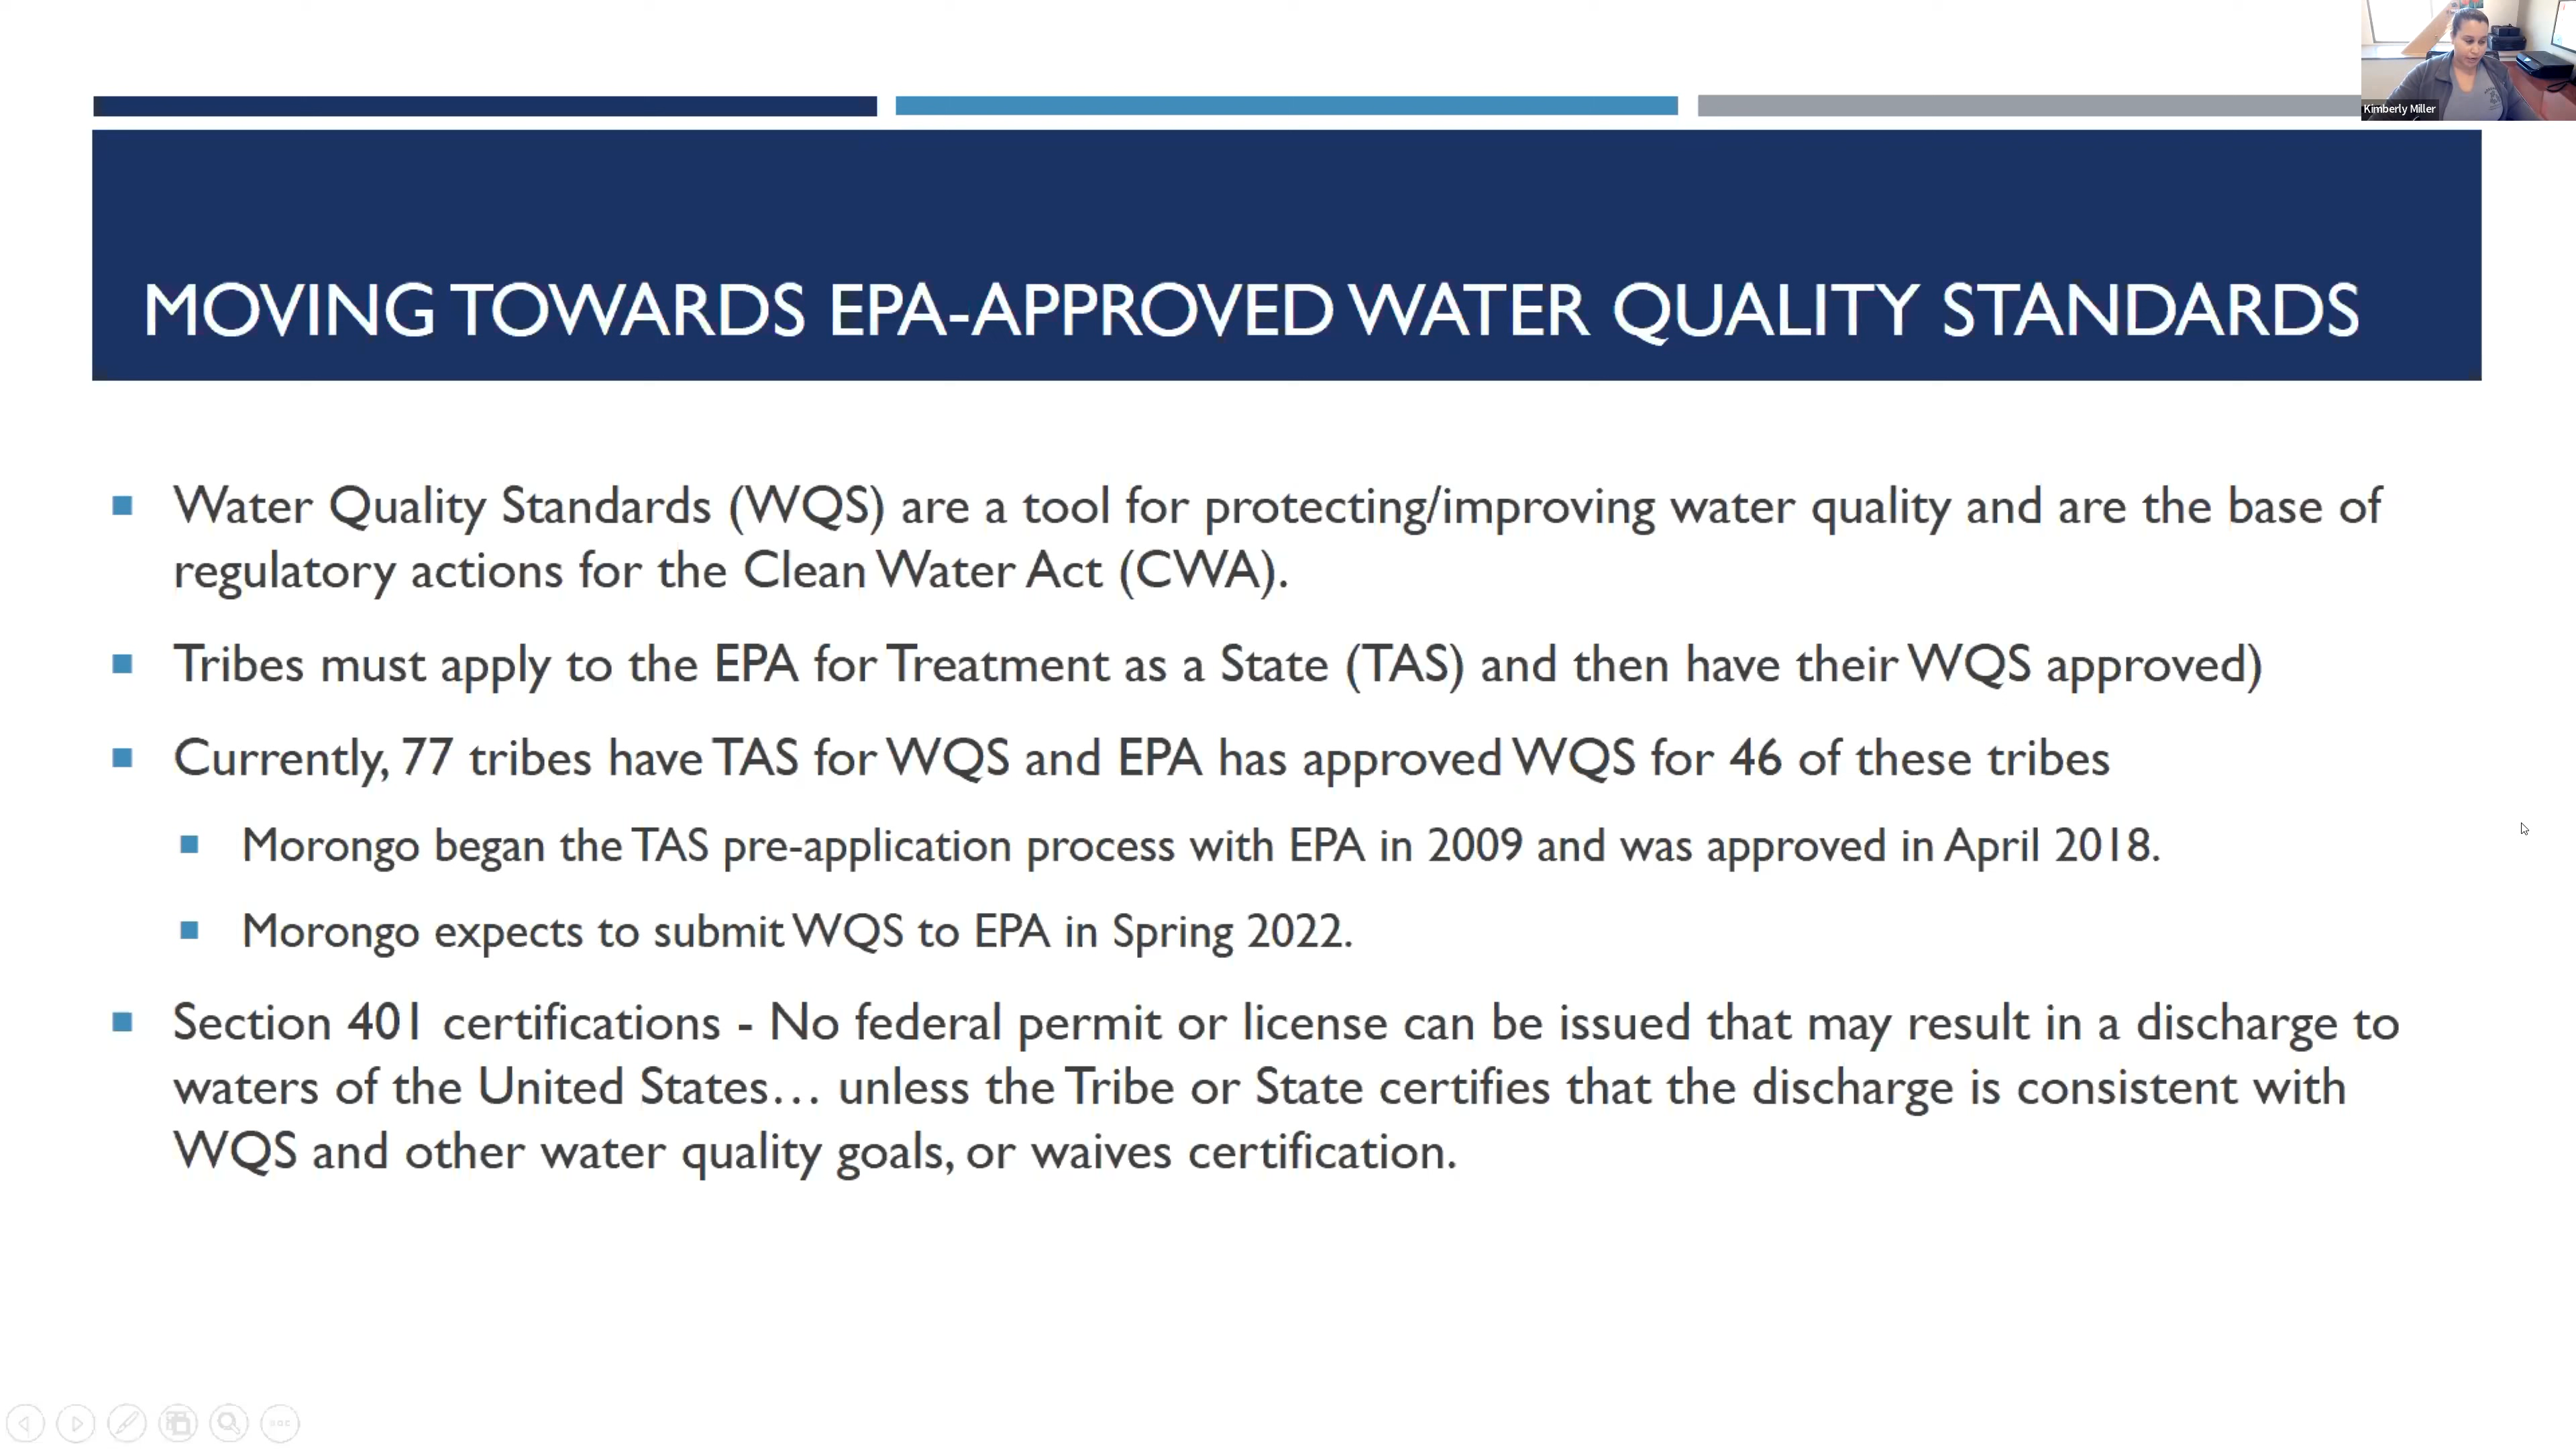 Kimberly Miller
MOVING TOWARDS EPA-APPROVED WATER QUALITY STANDARDS
Water Quality Standards (WQS) are a tool for protecting/improving water quality and are the base of
regulatory actions for the Clean Water Act (CWA).
Tribes must apply to the EPA for Treatment as a State (TAS) and then have their WQS approved)
Currently, 77 tribes have TAS for WQS and EPA has approved WQS for 46 of these tribes
Morongo began the TAS pre-application process with EPA in 2009 and was approved in April 2018.
Morongo expects to submit WQS to EPA in Spring 2022.
Section 401 certifications - No federal permit or license can be issued that may result in a discharge to
waters of the United States… unless the Tribe or State certifies that the discharge is consistent with
WQS and other water quality goals, or waives certification.